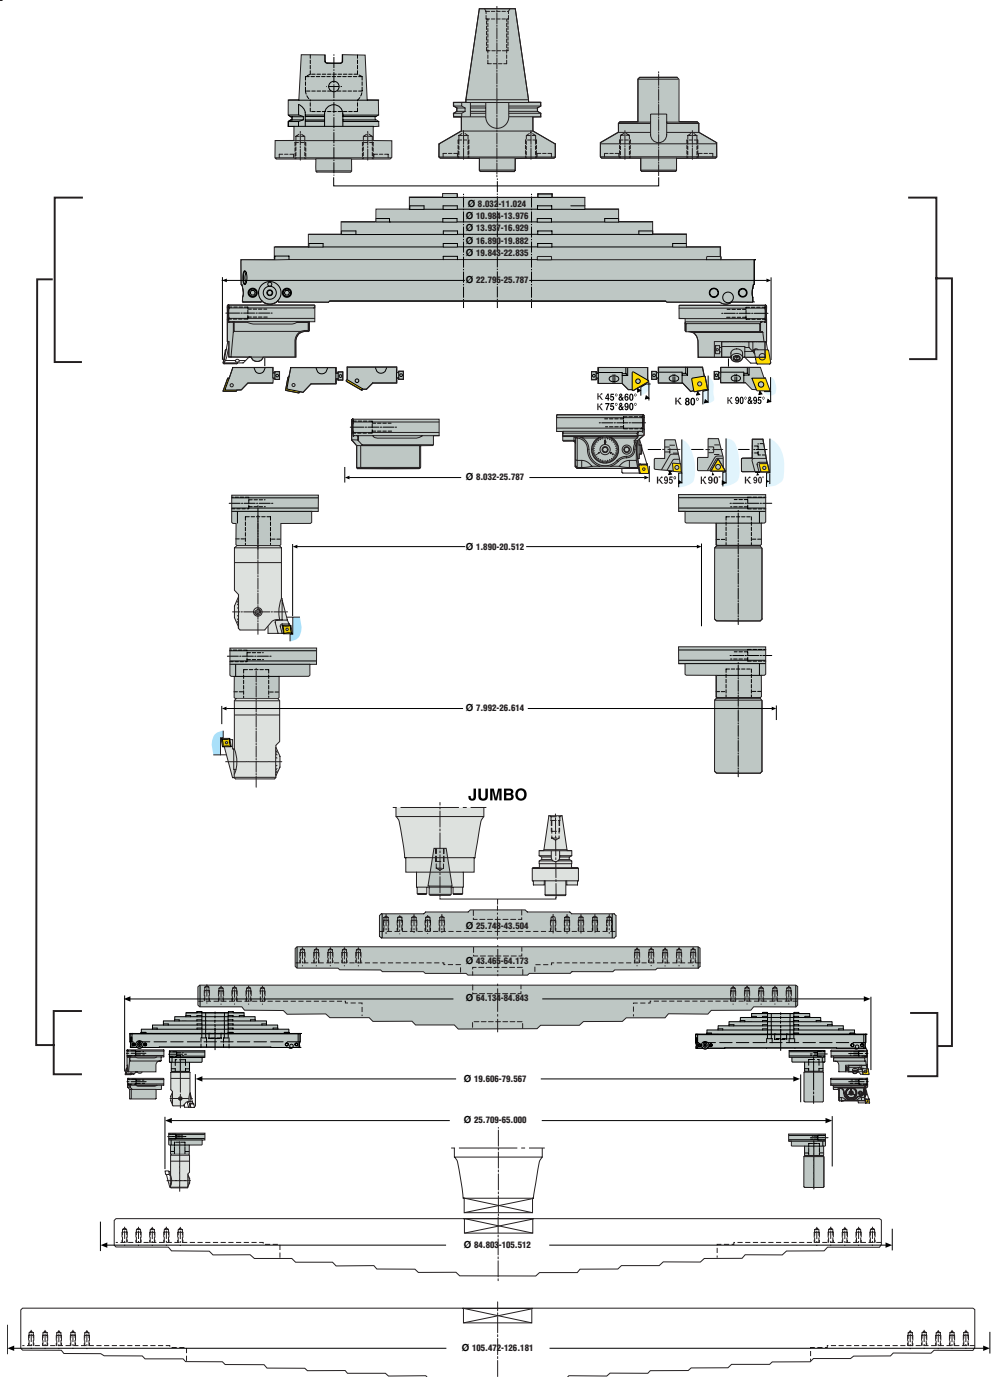 Ø 8.032-11.024
Ø 10.984-13.976
Ø 13.937-16.929
Ø 16.890-19.882
Ø 19.843-22.835
Ø 22.795-25.787
K 45°&60°
K 75°&90°
K 80°
K 90°&95°
Ø 8.032-25.787
K95°
K90°
K 90°
Ø 1.890-20.512
Ø 7.992-26.614
JUMBO
Ø 25.748-43.504
Ø 43.465-64.173
Ø 64.134-84.843
Ø 19.606-79.567
Ø 25.709-65.000
Ø 84.803-105.512
Ø 105.472-126.181